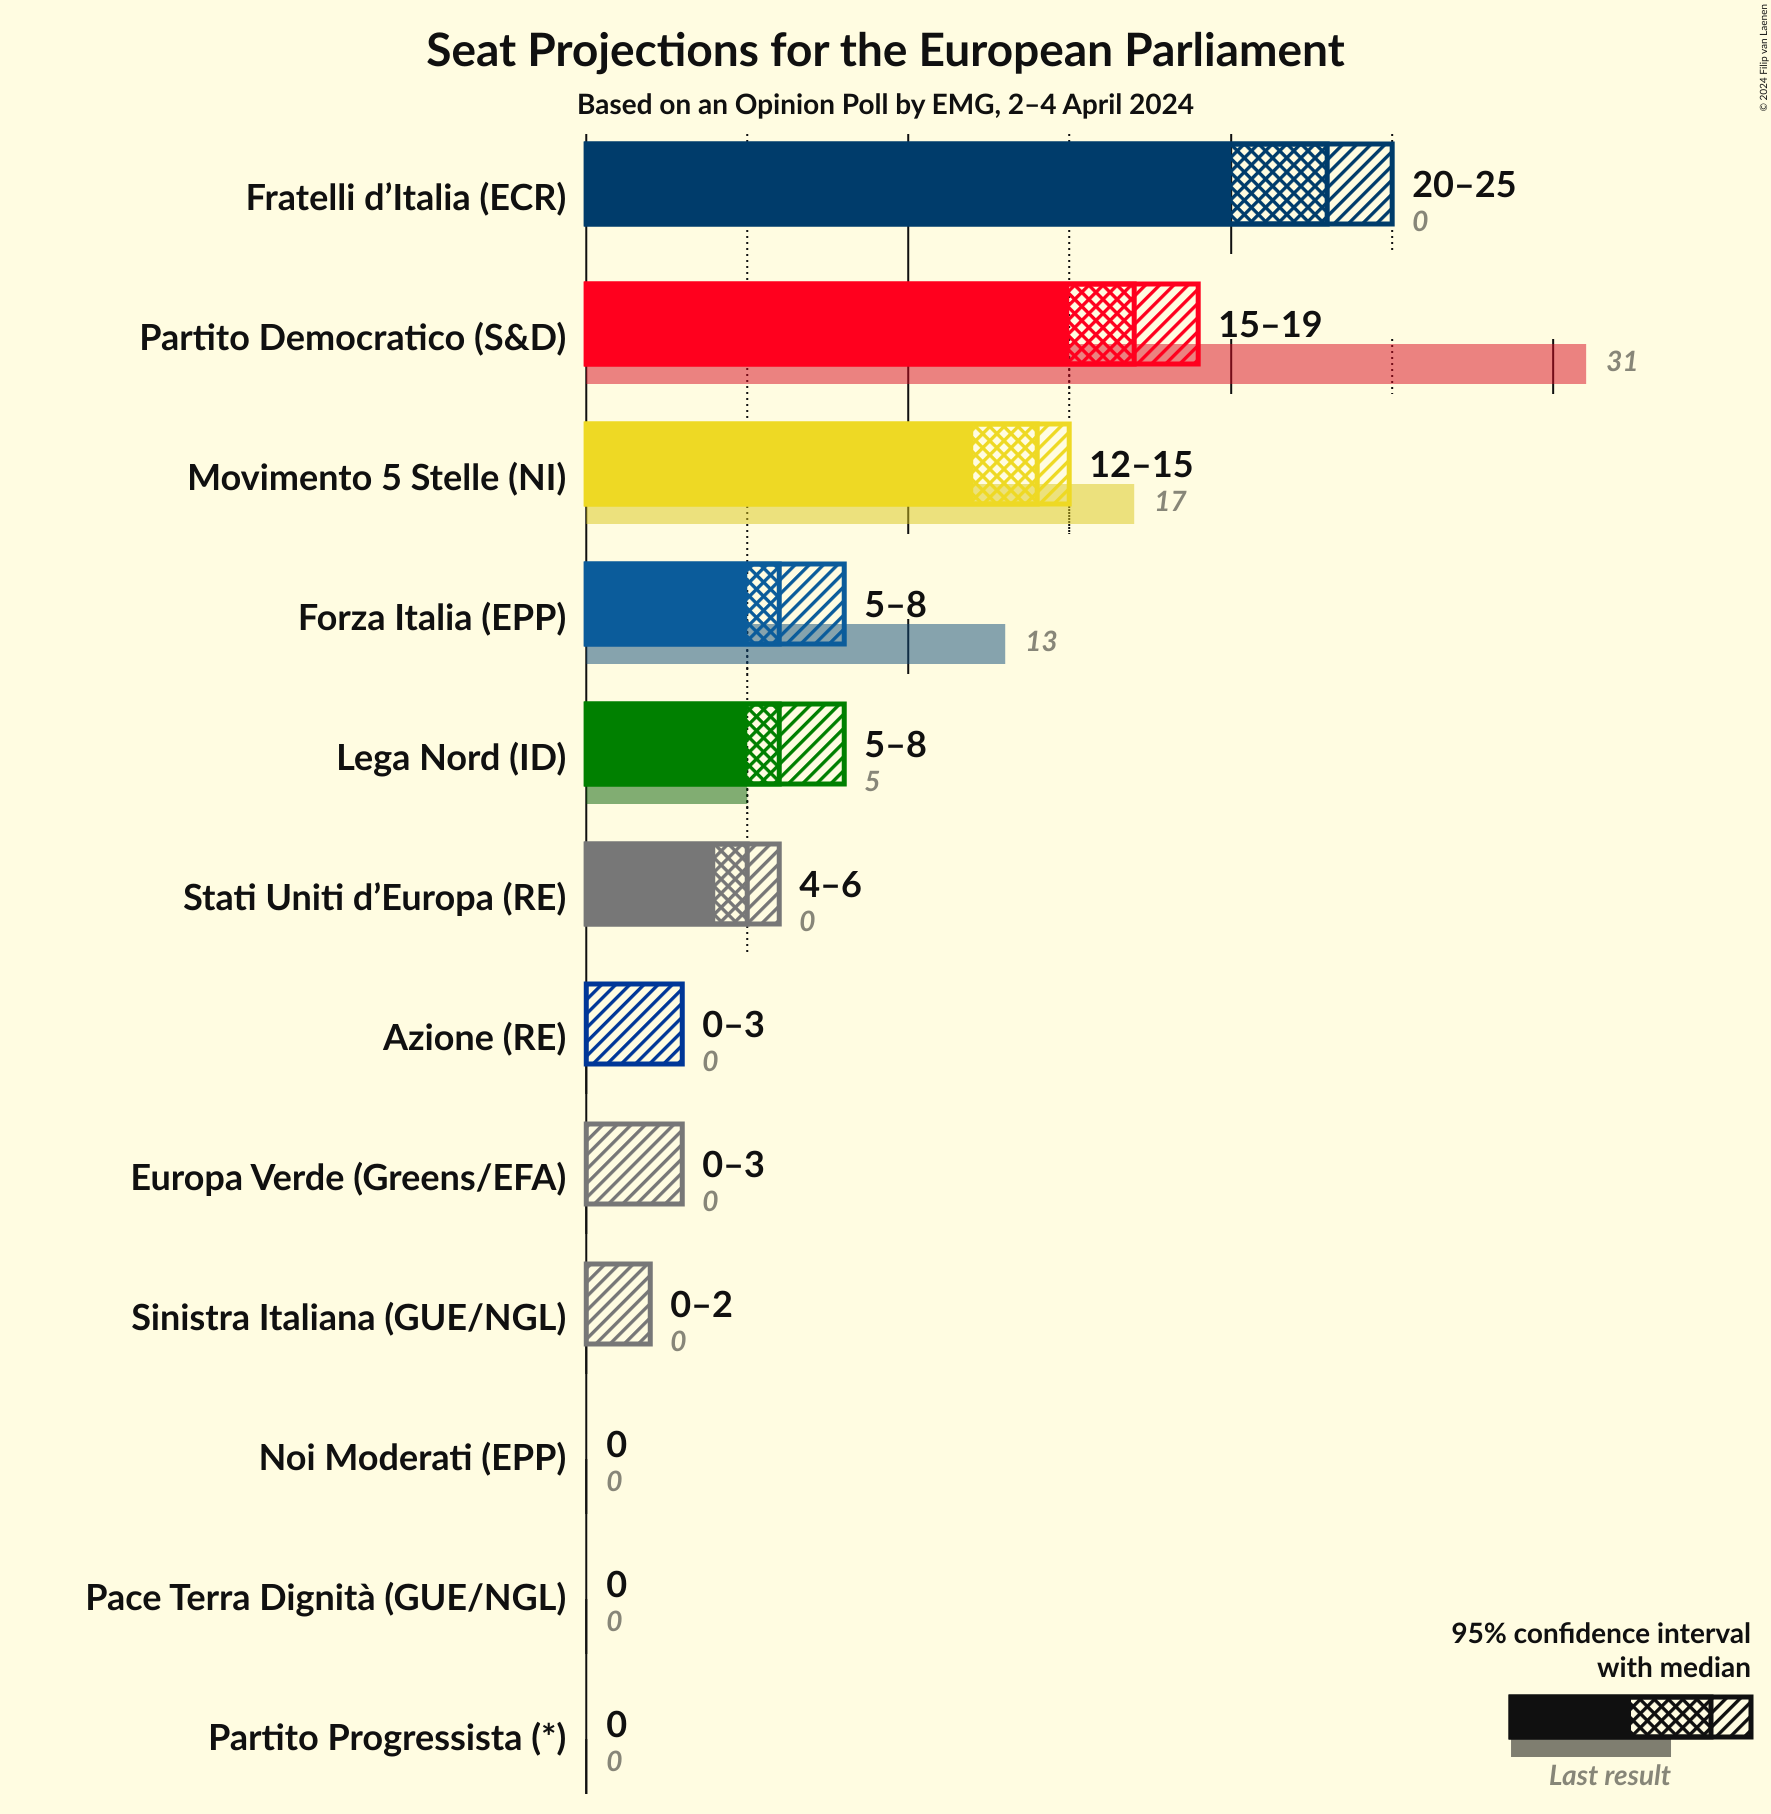 Seat Projections for the European Parliament
Based on an Opinion Poll by EMG, 2–4 April 2024
© 2024 Filip van Laenen
Fratelli d’Italia (ECR)
20–25
0
Partito Democratico (S&D)
15–19
31
Movimento 5 Stelle (NI)
12–15
17
Forza Italia (EPP)
5–8
13
Lega Nord (ID)
5–8
5
Stati Uniti d’Europa (RE)
4–6
0
Azione (RE)
0–3
0
Europa Verde (Greens/EFA)
0–3
0
Sinistra Italiana (GUE/NGL)
0–2
0
Noi Moderati (EPP)
0
0
Pace Terra Dignità (GUE/NGL)
0
0
Partito Progressista (*)
0
0
95% confidence interval
with median
Last result